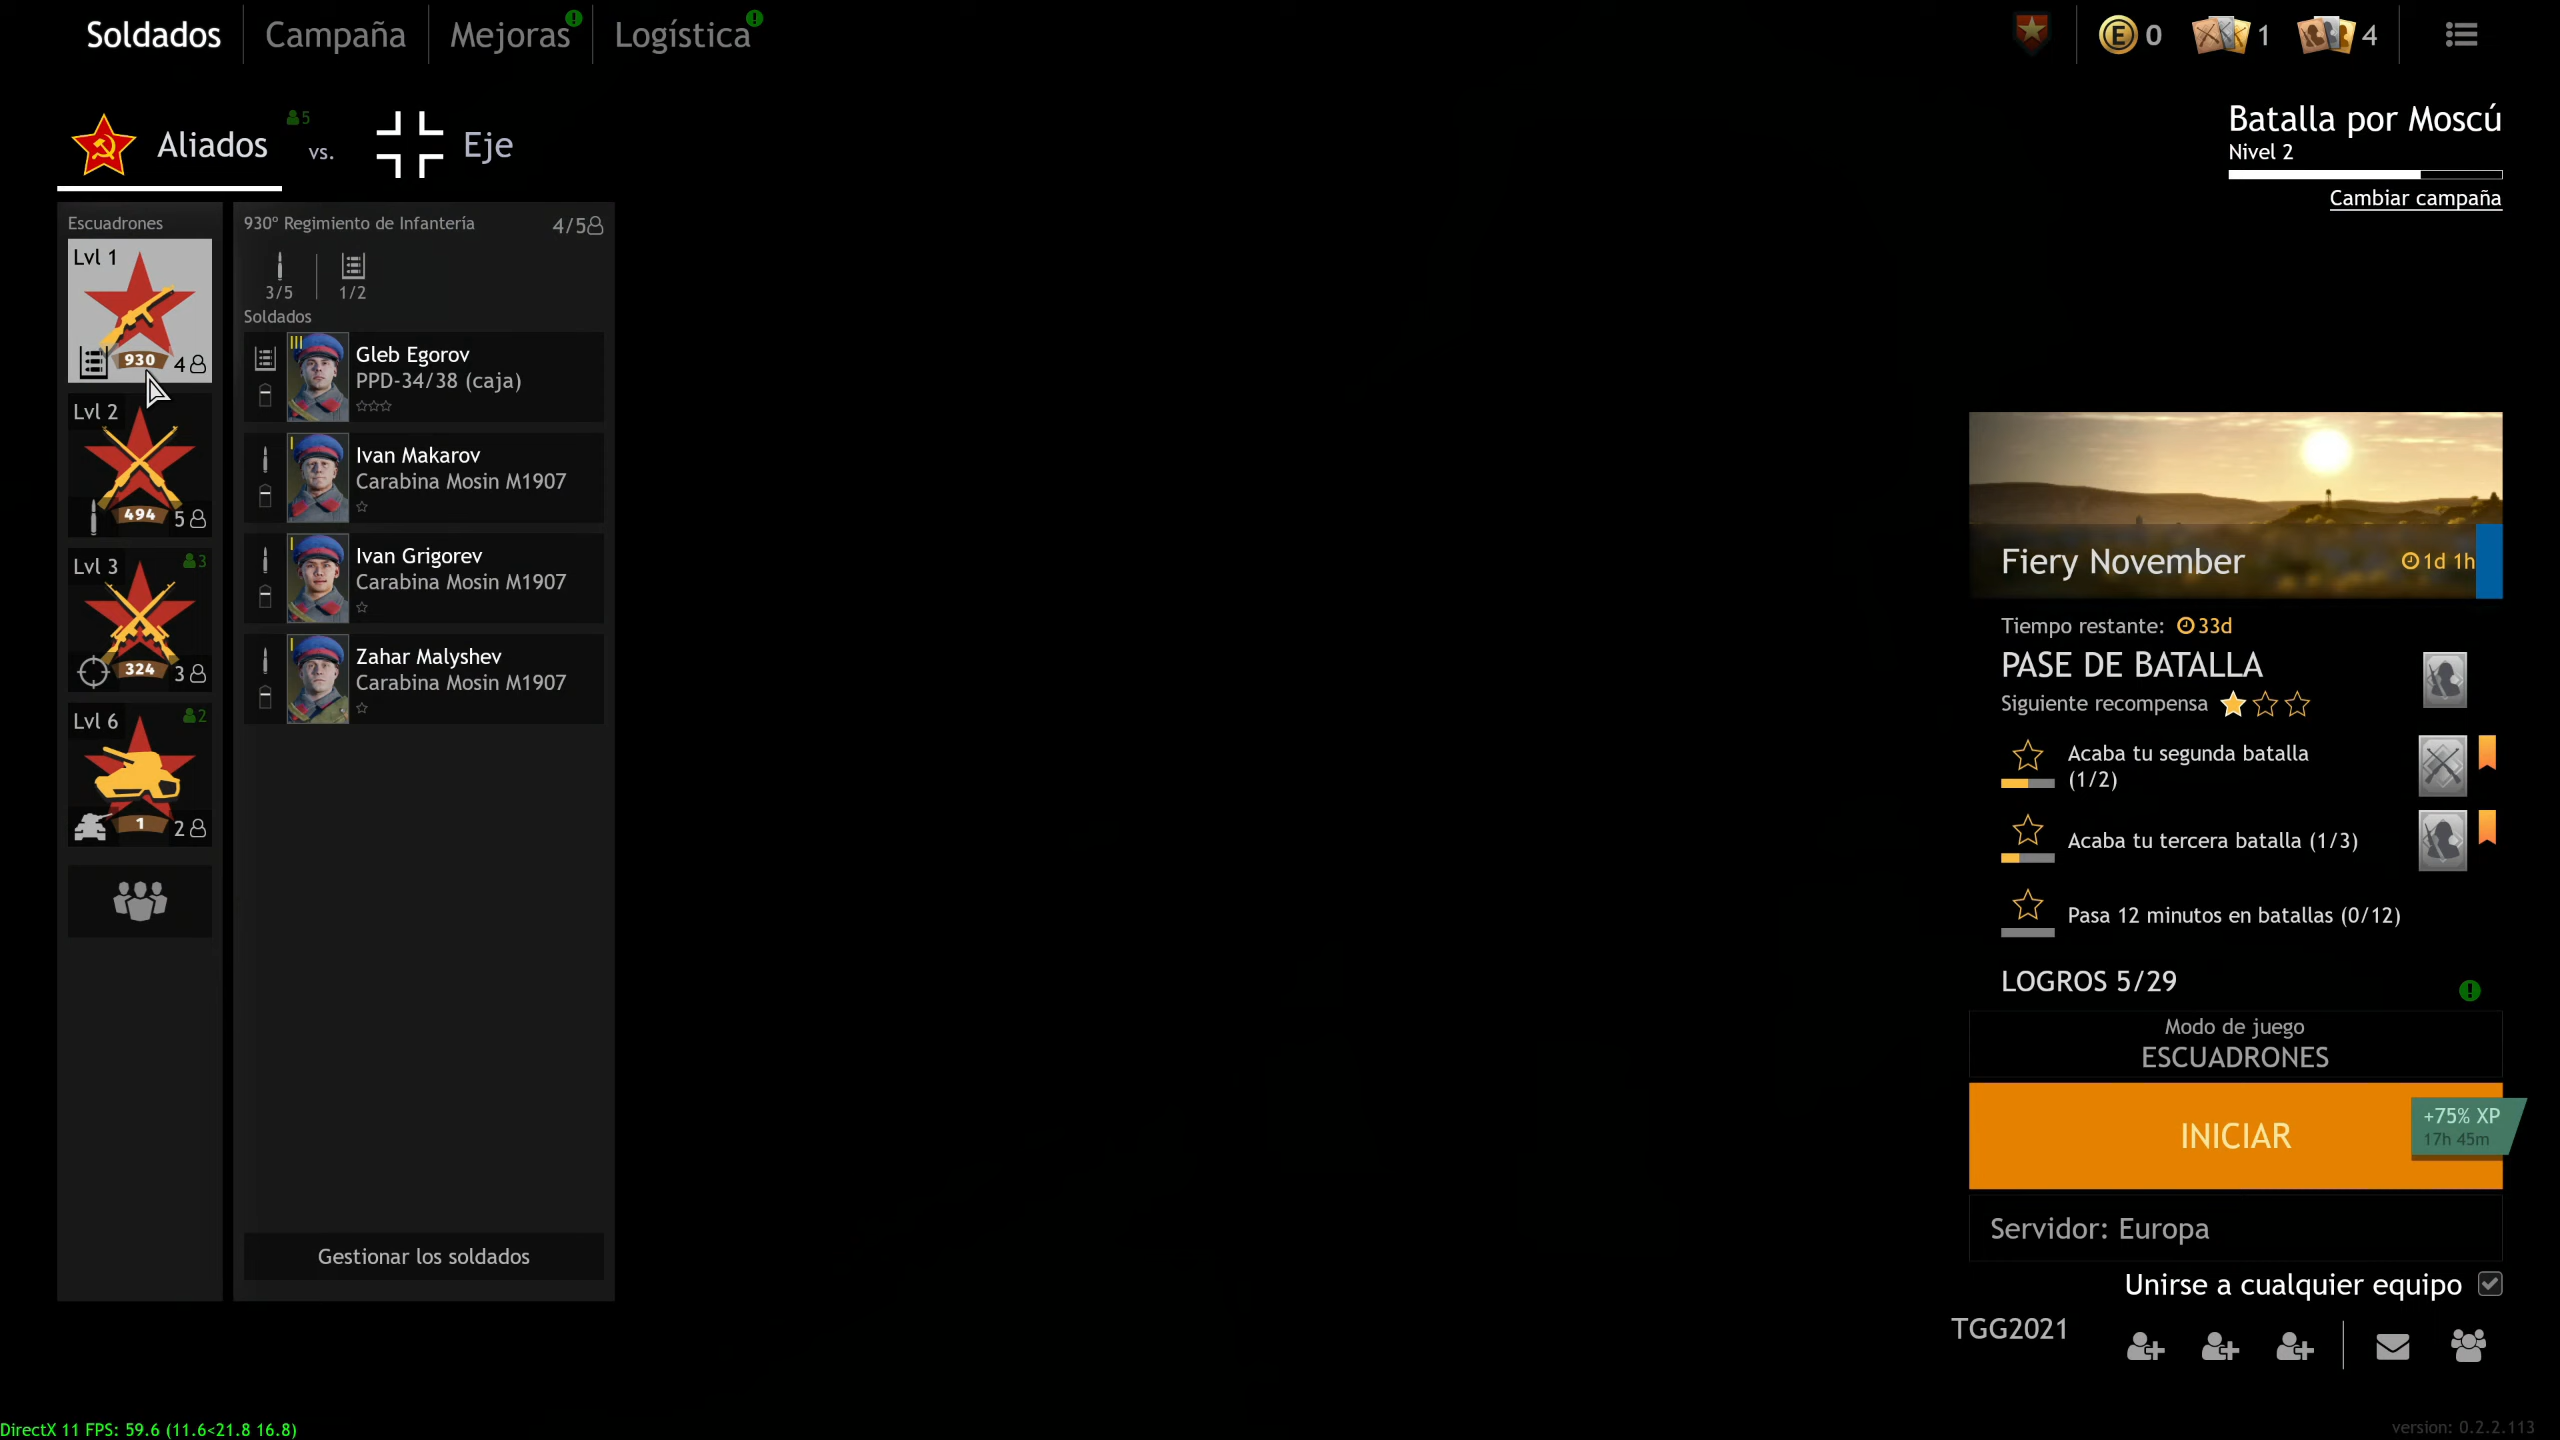 Soldados
Campaña
Mejoras
Logística
E 0
1
4
Aliados
5
vs.
Eje
Batalla por Moscú
Nivel 2
Cambiar campaña
Escuadrones
Lvl 1
930
4
Lvl 2
494
5
Lvl 3
3
324
3
Lvl 6
2
1
2
930º Regimiento de Infantería
4/5
3/5
1/2
Soldados
III
Gleb Egorov
PPD-34/38 (caja)
I
Ivan Makarov
Carabina Mosin M1907
I
Ivan Grigorev
Carabina Mosin M1907
I
Zahar Malyshev
Carabina Mosin M1907
Gestionar los soldados
Fiery November
1d 1h
Tiempo restante: 33d
PASE DE BATALLA
Siguiente recompensa
Acaba tu segunda batalla
(1/2)
Acaba tu tercera batalla (1/3)
Pasa 12 minutos en batallas (0/12)
LOGROS 5/29
Modo de juego
ESCUADRONES
INICIAR
+75% XP
17h 45m
Servidor: Europa
Unirse a cualquier equipo
TGG2021
DirectX 11 FPS: 59.6 (11.6<21.8 16.8)
version: 0.2.2.113